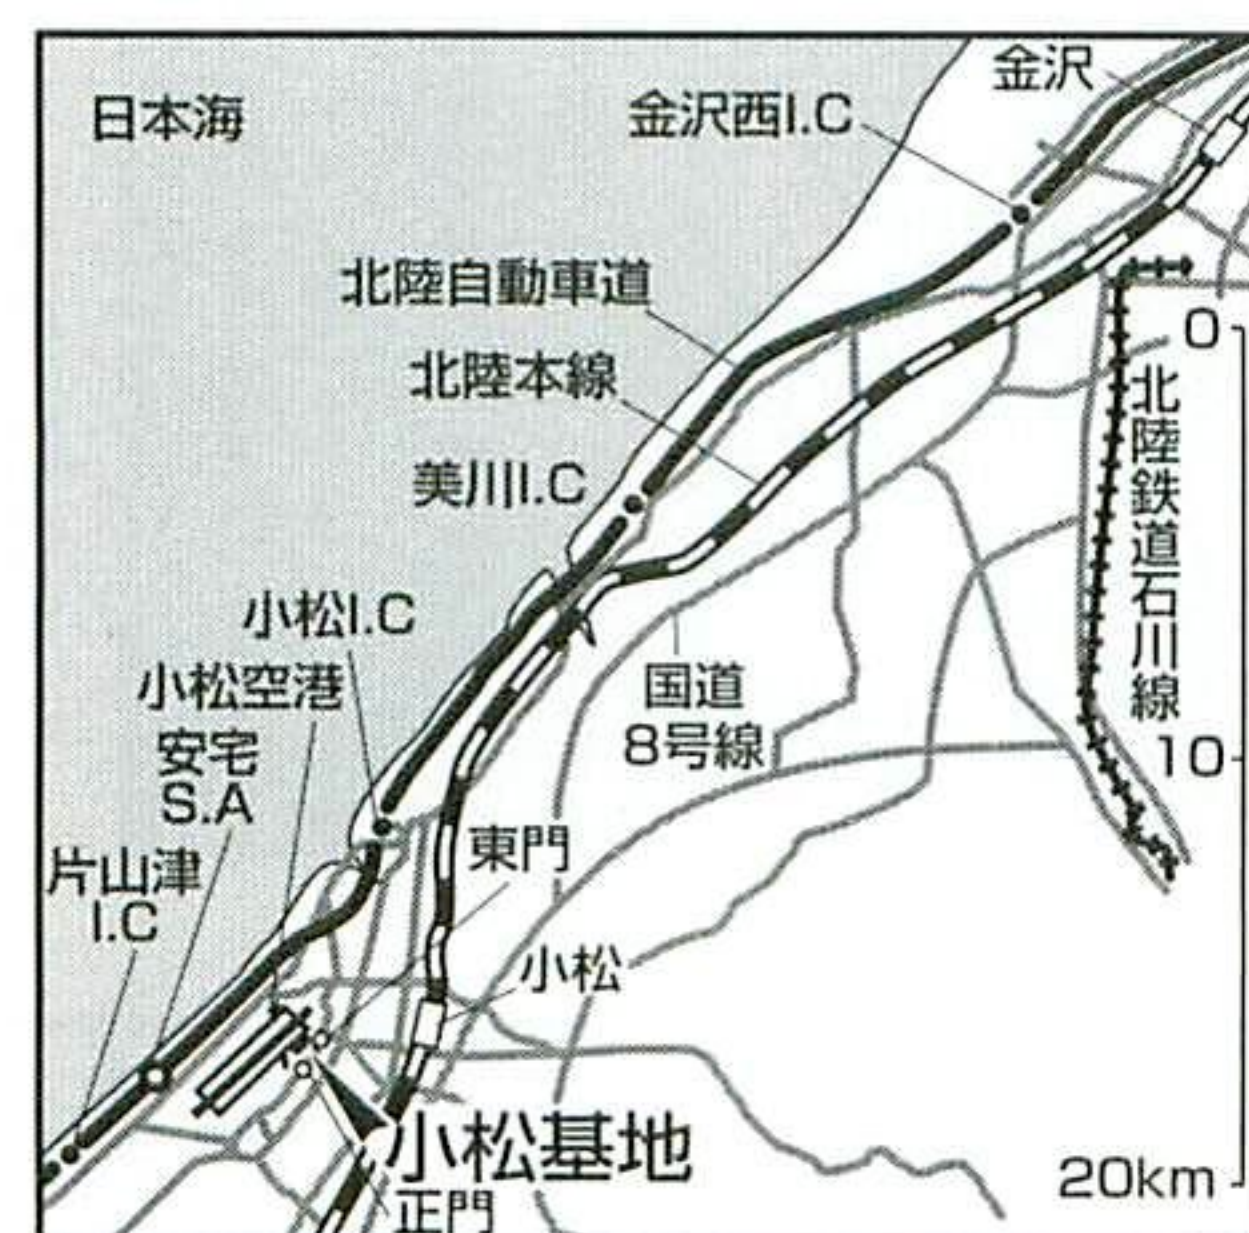 日本海
金沢
金沢西I.C
北陸自動車道
北陸本線
美川I.C
小松I.C
小松空港
安宅
S.A
片山津
I.C
国道
8号線
東門
小松
小松基地
正門
北陸鉄道石川線
0
10
20km